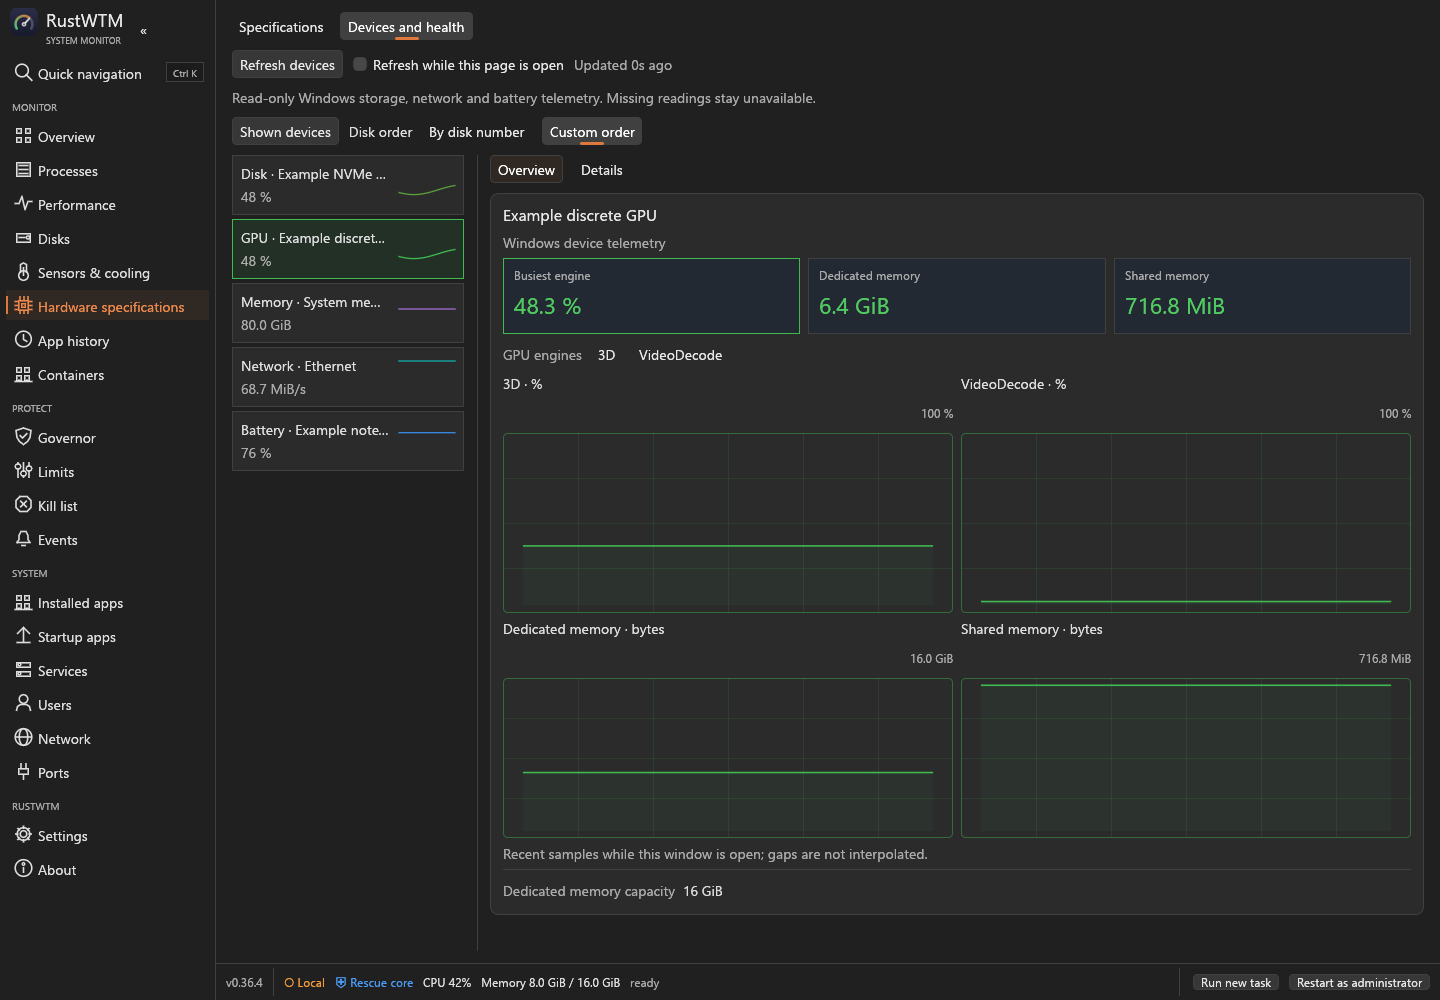 RustWTM
SYSTEM MONITOR
«
Quick navigation
Ctrl K
MONITOR
Overview
Processes
Performance
Disks
Sensors & cooling
Hardware specifications
App history
Containers
PROTECT
Governor
Limits
Kill list
Events
SYSTEM
Installed apps
Startup apps
Services
Users
Network
Ports
RUSTWTM
Settings
About
Specifications
Devices and health
Refresh devices
Refresh while this page is open
Updated 0s ago
Read-only Windows storage, network and battery telemetry. Missing readings stay unavailable.
Shown devices
Disk order
By disk number
Custom order
Disk · Example NVMe ...
48 %
GPU · Example discret...
48 %
Memory · System me...
80.0 GiB
Network · Ethernet
68.7 MiB/s
Battery · Example note...
76 %
Overview
Details
Example discrete GPU
Windows device telemetry
Busiest engine
48.3 %
Dedicated memory
6.4 GiB
Shared memory
716.8 MiB
GPU engines
3D
VideoDecode
3D · %
100 %
VideoDecode · %
100 %
Dedicated memory · bytes
16.0 GiB
Shared memory · bytes
716.8 MiB
Recent samples while this window is open; gaps are not interpolated.
Dedicated memory capacity 16 GiB
v0.36.4
Local
Rescue core
CPU 42%
Memory 8.0 GiB / 16.0 GiB
ready
Run new task
Restart as administrator